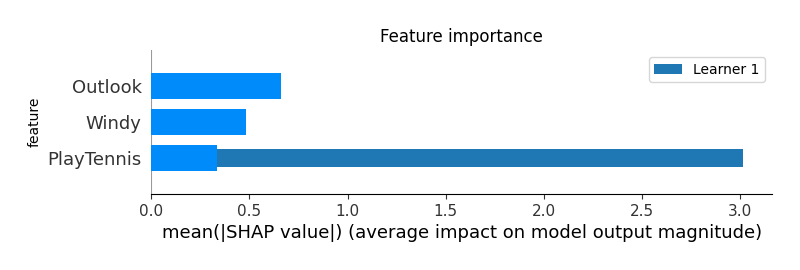 Feature importance
Learner 1
Outlook
Windy
PlayTennis
feature
0.0 0.5 1.0 1.5 2.0 2.5 3.0
mean(|SHAP value|) (average impact on model output magnitude)